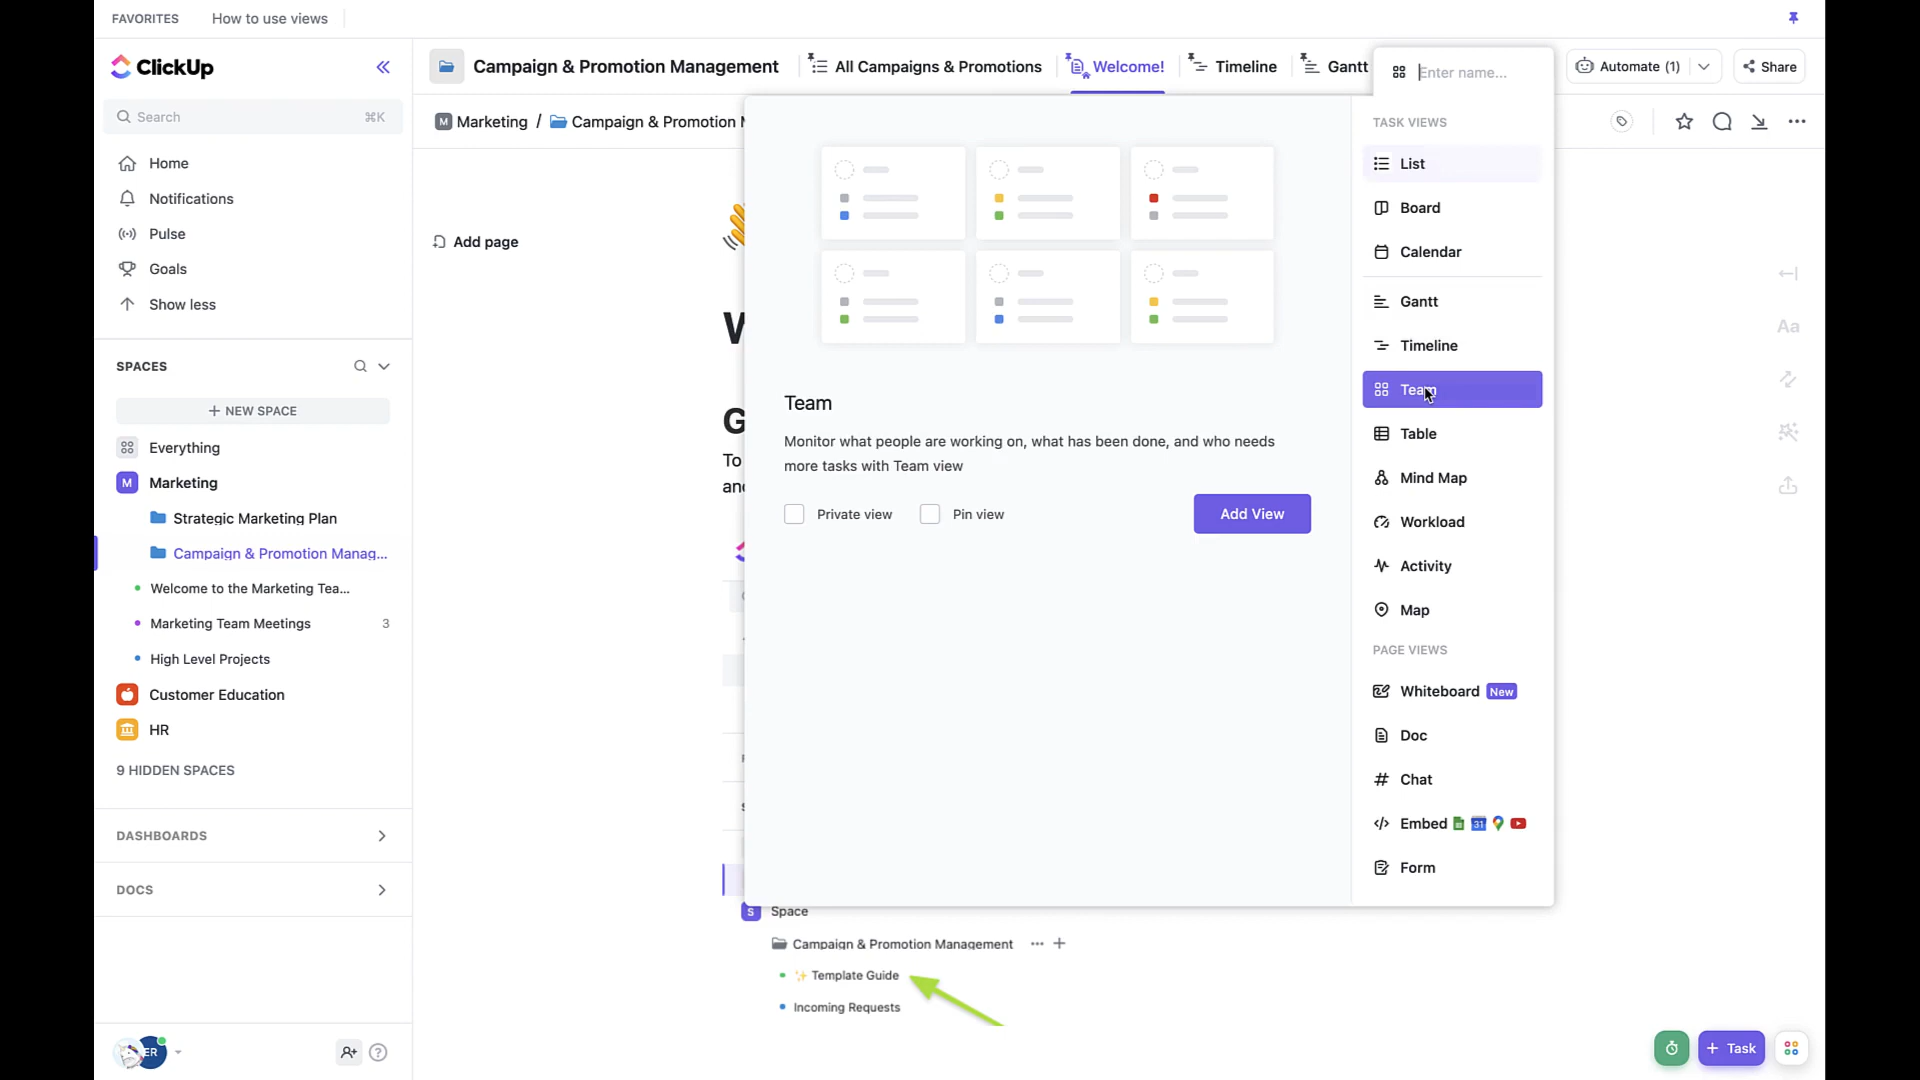 FAVORITES
How to use views
ClickUp
Search
⌘K
Home
Notifications
Pulse
Goals
Show less
SPACES
+ NEW SPACE
Everything
M
Marketing
Strategic Marketing Plan
Campaign & Promotion Manag...
Welcome to the Marketing Tea...
Marketing Team Meetings
3
High Level Projects
Customer Education
HR
9 HIDDEN SPACES
DASHBOARDS
DOCS
ER
Campaign & Promotion Management
All Campaigns & Promotions
Welcome!
Timeline
Gantt
Enter name...
Automate (1)
Share
M
Marketing / Campaign & Promotion M
Add page
W
G
To
and
Team
Monitor what people are working on, what has been done, and who needs
more tasks with Team view
Private view
Pin view
Add View
TASK VIEWS
List
Board
Calendar
Gantt
Timeline
Team
Table
Mind Map
Workload
Activity
Map
PAGE VIEWS
Whiteboard New
Doc
Chat
Embed
31
Form
Aa
S
Space
Campaign & Promotion Management
Template Guide
Incoming Requests
+ Task